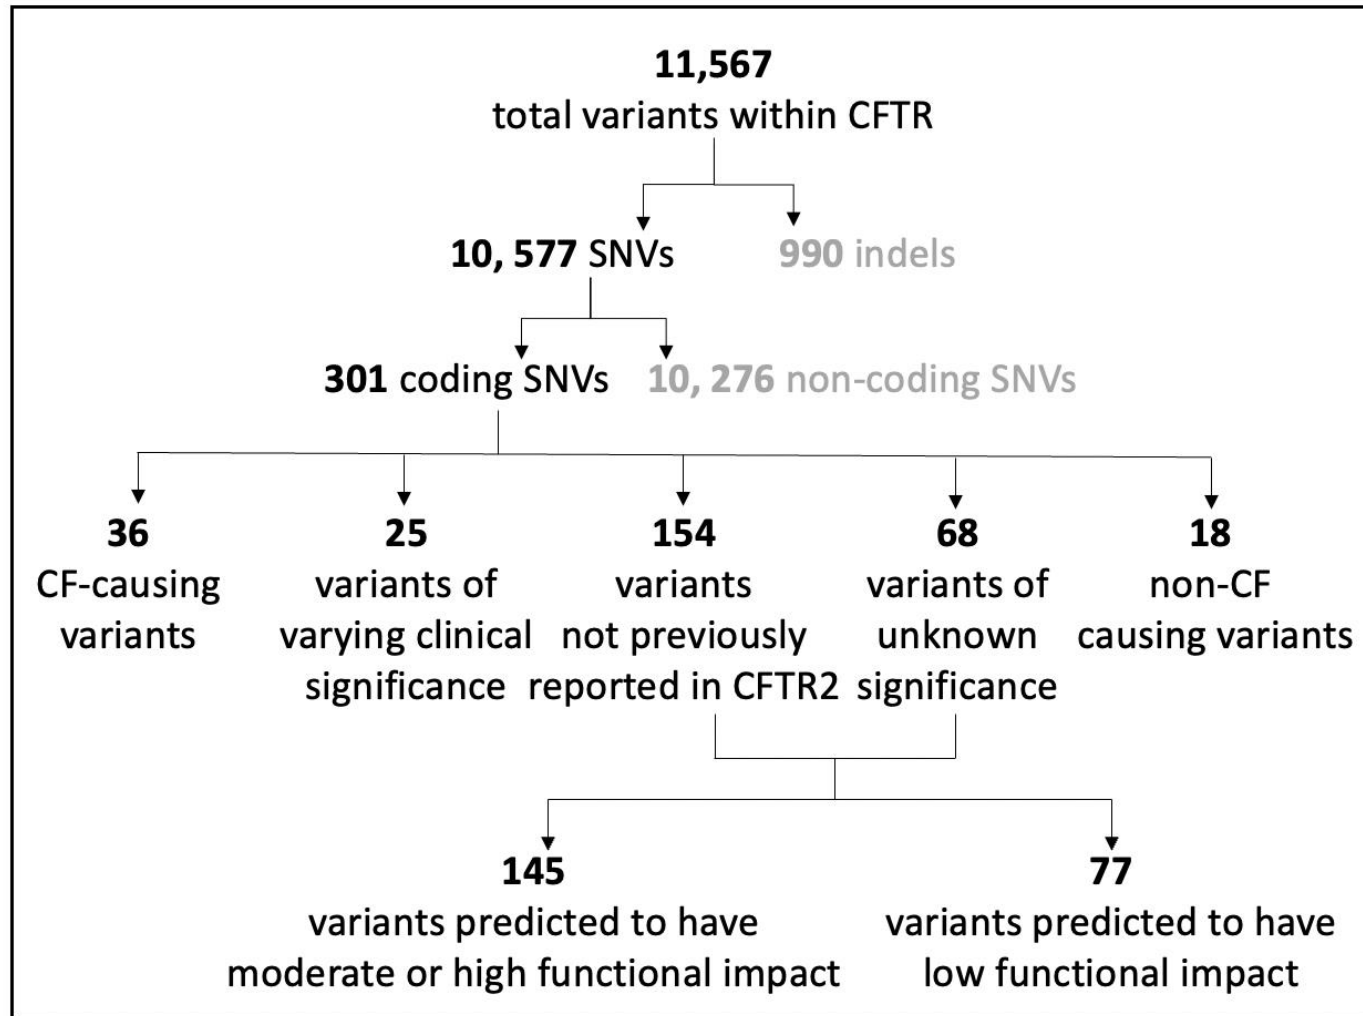 11,567
total variants within CFTR
10, 577 SNVs
990 indels
301 coding SNVs
10, 276 non-coding SNVs
36
CF-causing
variants
25
variants of
varying clinical
significance
154
variants
not previously
reported in CFTR2
68
variants of
unknown
significance
18
non-CF
causing variants
145
variants predicted to have
moderate or high functional impact
77
variants predicted to have
low functional impact